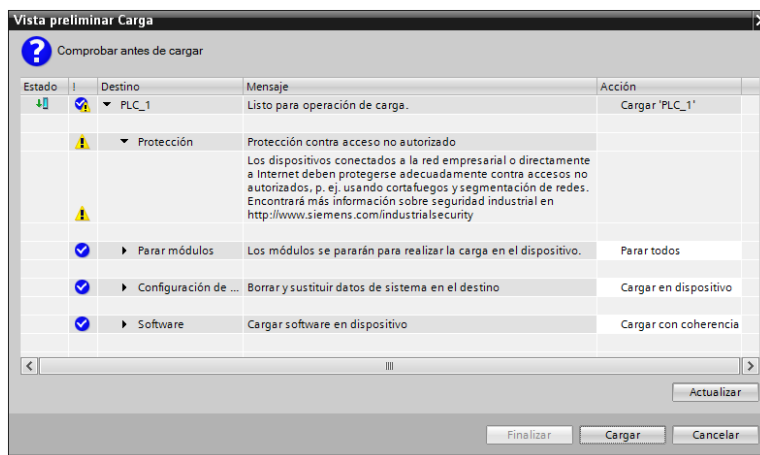 Vista preliminar Carga
Comprobar antes de cargar
Estado ! Destino Mensaje Acción
PLC_1 Listo para operación de carga. Cargar 'PLC_1'
Protección Protección contra acceso no autorizado
Los dispositivos conectados a la red empresarial o directamente
a Internet deben protegerse adecuadamente contra accesos no
autorizados, p. ej. usando cortafuegos y segmentación de redes.
Encontrará más información sobre seguridad industrial en
http://www.siemens.com/industrialsecurity
Parar módulos Los módulos se pararán para realizar la carga en el dispositivo. Parar todos
Configuración de ... Borrar y sustituir datos de sistema en el destino Cargar en dispositivo
Software Cargar software en dispositivo Cargar con coherencia
Actualizar
Finalizar Cargar Cancelar